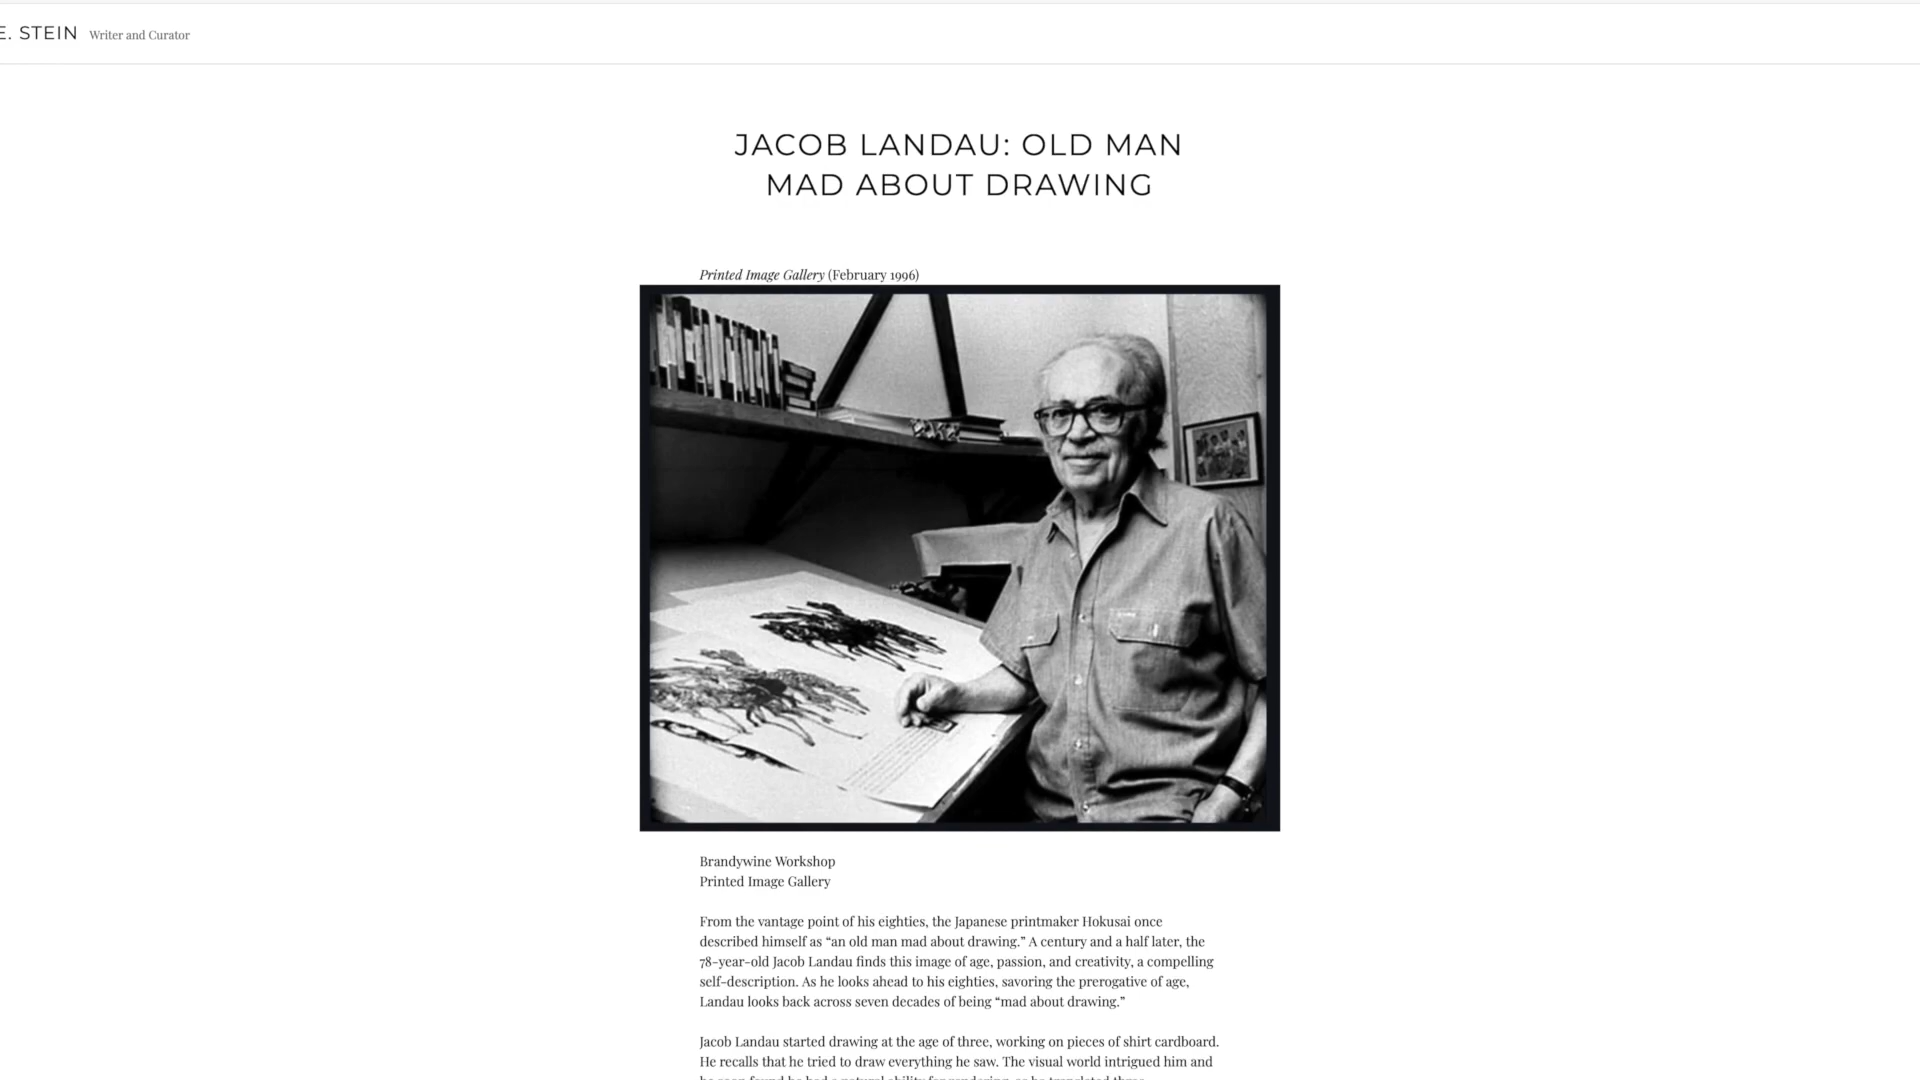 E. STEIN Writer and Curator
JACOB LANDAU: OLD MAN
MAD ABOUT DRAWING
Printed Image Gallery (February 1996)
Brandywine Workshop
Printed Image Gallery
From the vantage point of his eighties, the Japanese printmaker Hokusai once
described himself as “an old man mad about drawing.” A century and a half later, the
78-year-old Jacob Landau finds this image of age, passion, and creativity, a compelling
self-description. As he looks ahead to his eighties, savoring the prerogative of age,
Landau looks back across seven decades of being “mad about drawing.”
Jacob Landau started drawing at the age of three, working on pieces of shirt cardboard.
He recalls that he tried to draw everything he saw. The visual world intrigued him and